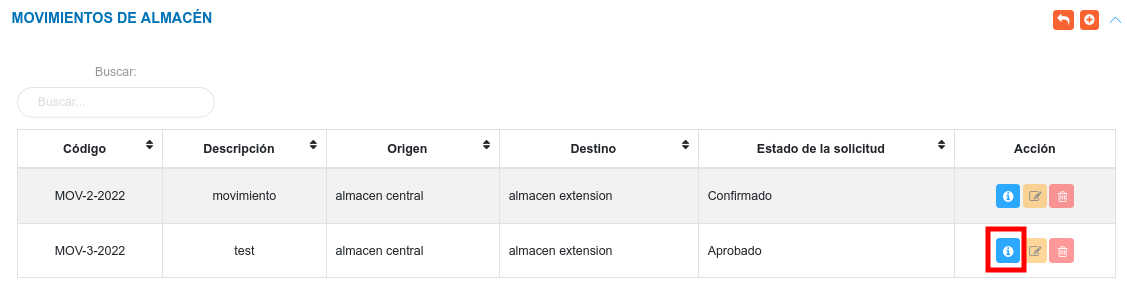 MOVIMIENTOS DE ALMACÉN
Buscar:
Buscar...
Código Descripción Origen Destino Estado de la solicitud Acción
MOV-2-2022 movimiento almacen central almacen extension Confirmado
MOV-3-2022 test almacen central almacen extension Aprobado